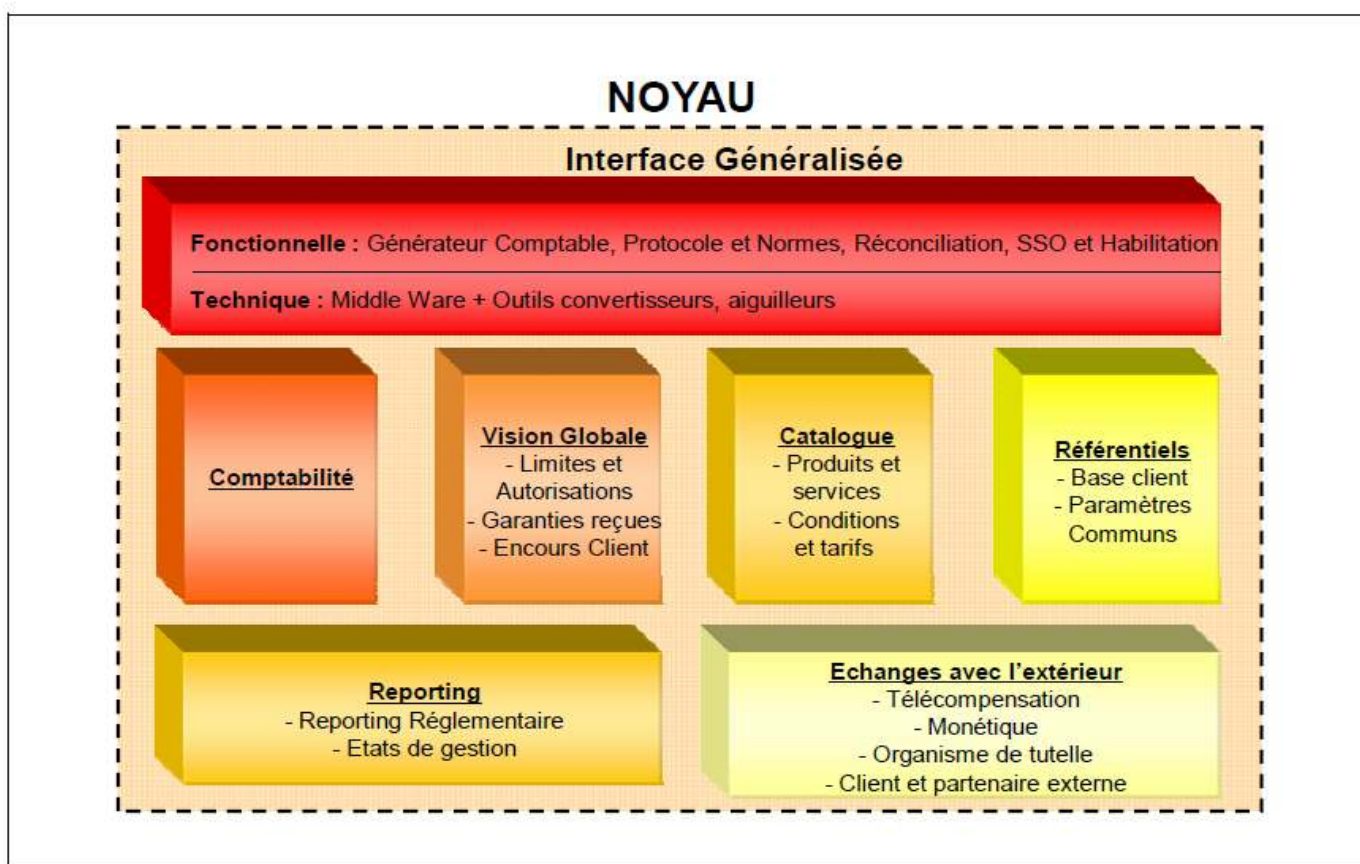 NOYAU
Interface Généralisée
Fonctionnelle : Générateur Comptable, Protocole et Normes, Réconciliation, SSO et Habilitation
Technique : Middle Ware + Outils convertisseurs, aiguilleurs
Comptabilité
Vision Globale
- Limites et
Autorisations
- Garanties reçues
- Encours Client
Catalogue
- Produits et
services
- Conditions
et tarifs
Référentiels
- Base client
- Paramètres
Communs
Reporting
- Reporting Réglementaire
- Etats de gestion
Echanges avec l'extérieur
- Télécompensation
- Monétique
- Organisme de tutelle
- Client et partenaire externe